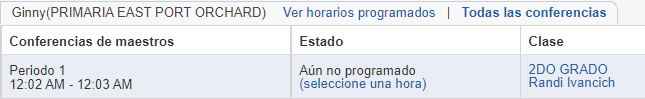 Ginny(PRIMARIA EAST PORT ORCHARD) Ver horarios programados | Todas las conferencias
Conferencias de maestros Estado Clase
Periodo 1 Aún no programado 2DO GRADO
12:02 AM - 12:03 AM (seleccione una hora) Randi Ivancich